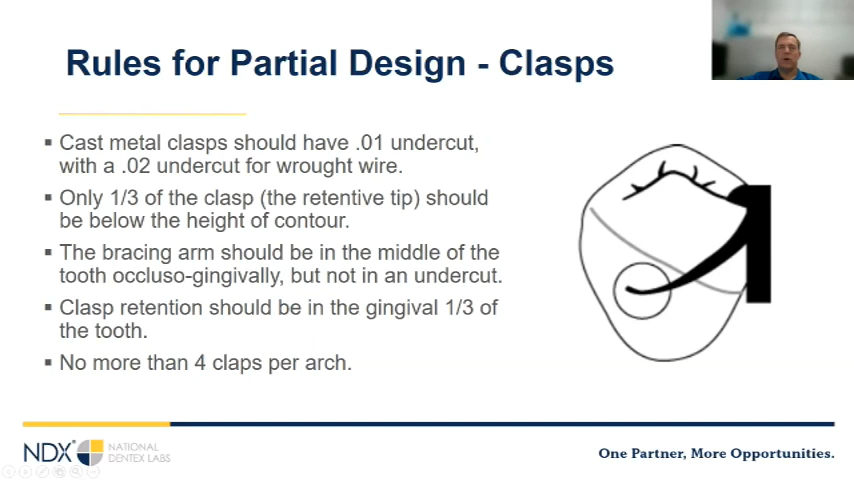 Rules for Partial Design - Clasps
▪ Cast metal clasps should have .01 undercut,
with a .02 undercut for wrought wire.
▪ Only 1/3 of the clasp (the retentive tip) should
be below the height of contour.
▪ The bracing arm should be in the middle of the
tooth occluso-gingivally, but not in an undercut.
▪ Clasp retention should be in the gingival 1/3 of
the tooth.
▪ No more than 4 claps per arch.
NDX
NATIONAL
DENTEX LABS
One Partner, More Opportunities.